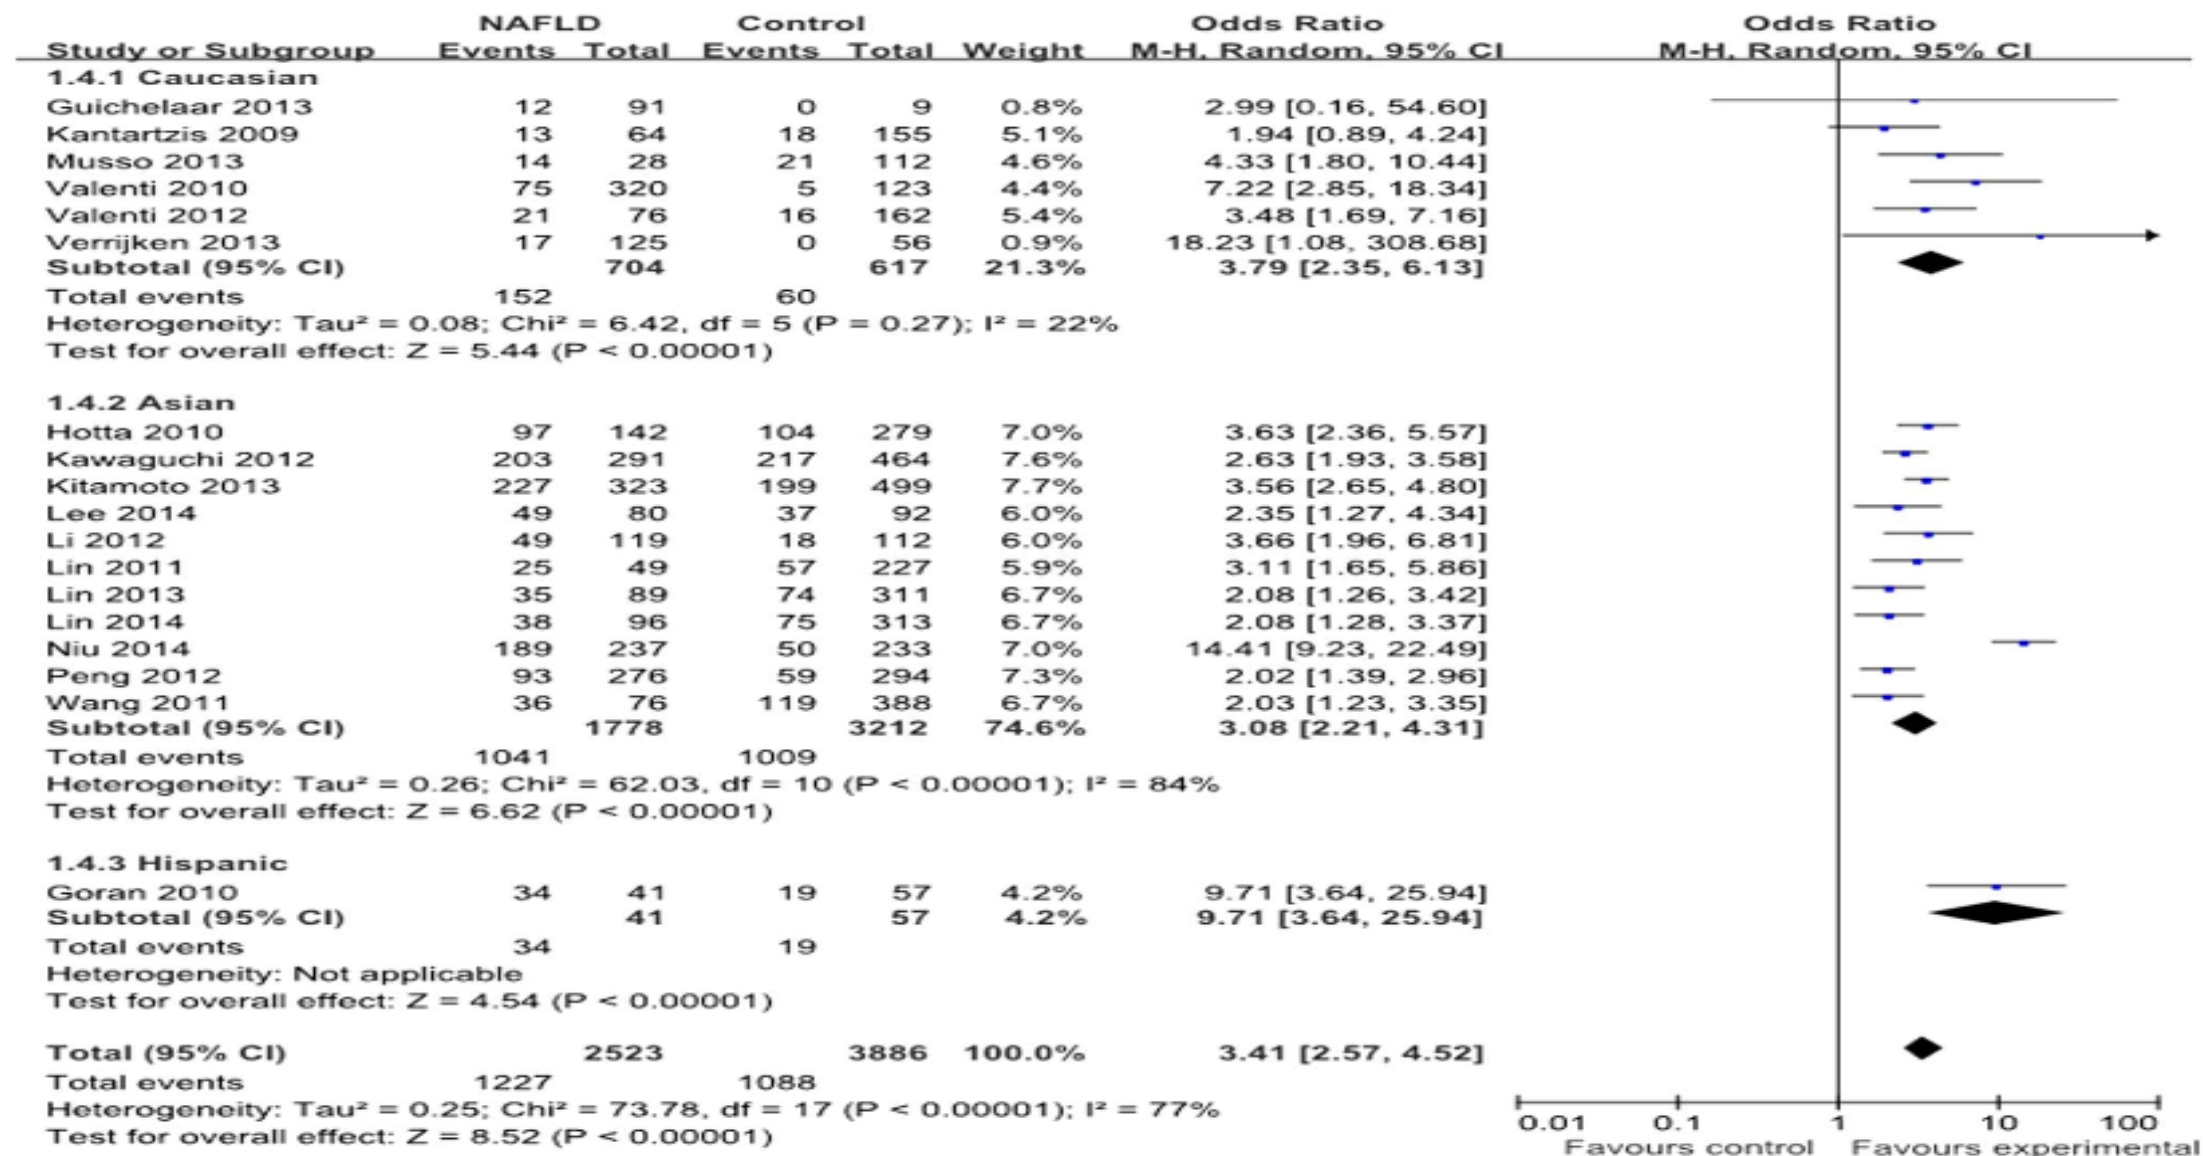 NAFLD Control Odds Ratio Odds Ratio
Study or Subgroup Events Total Events Total Weight M-H, Random, 95% CI M-H, Random, 95% CI
1.4.1 Caucasian
Guichelaar 2013 12 91 0 9 0.8% 2.99 [0.16, 54.60]
Kantartzis 2009 13 64 18 155 5.1% 1.94 [0.89, 4.24]
Musso 2013 14 28 21 112 4.6% 4.33 [1.80, 10.44]
Valenti 2010 75 320 5 123 4.4% 7.22 [2.85, 18.34]
Valenti 2012 21 76 16 162 5.4% 3.48 [1.69, 7.16]
Verrijken 2013 17 125 0 56 0.9% 18.23 [1.08, 308.68]
Subtotal (95% CI) 704 617 21.3% 3.79 [2.35, 6.13]
Total events 152 60
Heterogeneity: Tau² = 0.08; Chi² = 6.42, df = 5 (P = 0.27); I² = 22%
Test for overall effect: Z = 5.44 (P < 0.00001)
1.4.2 Asian
Hotta 2010 97 142 104 279 7.0% 3.63 [2.36, 5.57]
Kawaguchi 2012 203 291 217 464 7.6% 2.63 [1.93, 3.58]
Kitamoto 2013 227 323 199 499 7.7% 3.56 [2.65, 4.80]
Lee 2014 49 80 37 92 6.0% 2.35 [1.27, 4.34]
Li 2012 49 119 18 112 6.0% 3.66 [1.96, 6.81]
Lin 2011 25 49 57 227 5.9% 3.11 [1.65, 5.86]
Lin 2013 35 89 74 311 6.7% 2.08 [1.26, 3.42]
Lin 2014 38 96 75 313 6.7% 2.08 [1.28, 3.37]
Niu 2014 189 237 50 233 7.0% 14.41 [9.23, 22.49]
Peng 2012 93 276 59 294 7.3% 2.02 [1.39, 2.96]
Wang 2011 36 76 119 388 6.7% 2.03 [1.23, 3.35]
Subtotal (95% CI) 1778 3212 74.6% 3.08 [2.21, 4.31]
Total events 1041 1009
Heterogeneity: Tau² = 0.26; Chi² = 62.03, df = 10 (P < 0.00001); I² = 84%
Test for overall effect: Z = 6.62 (P < 0.00001)
1.4.3 Hispanic
Goran 2010 34 41 19 57 4.2% 9.71 [3.64, 25.94]
Subtotal (95% CI) 41 57 4.2% 9.71 [3.64, 25.94]
Total events 34 19
Heterogeneity: Not applicable
Test for overall effect: Z = 4.54 (P < 0.00001)
Total (95% CI) 2523 3886 100.0% 3.41 [2.57, 4.52]
Total events 1227 1088
Heterogeneity: Tau² = 0.25; Chi² = 73.78, df = 17 (P < 0.00001); I² = 77%
Test for overall effect: Z = 8.52 (P < 0.00001)
0.01 0.1 1 10 100
Favours control Favours experimental